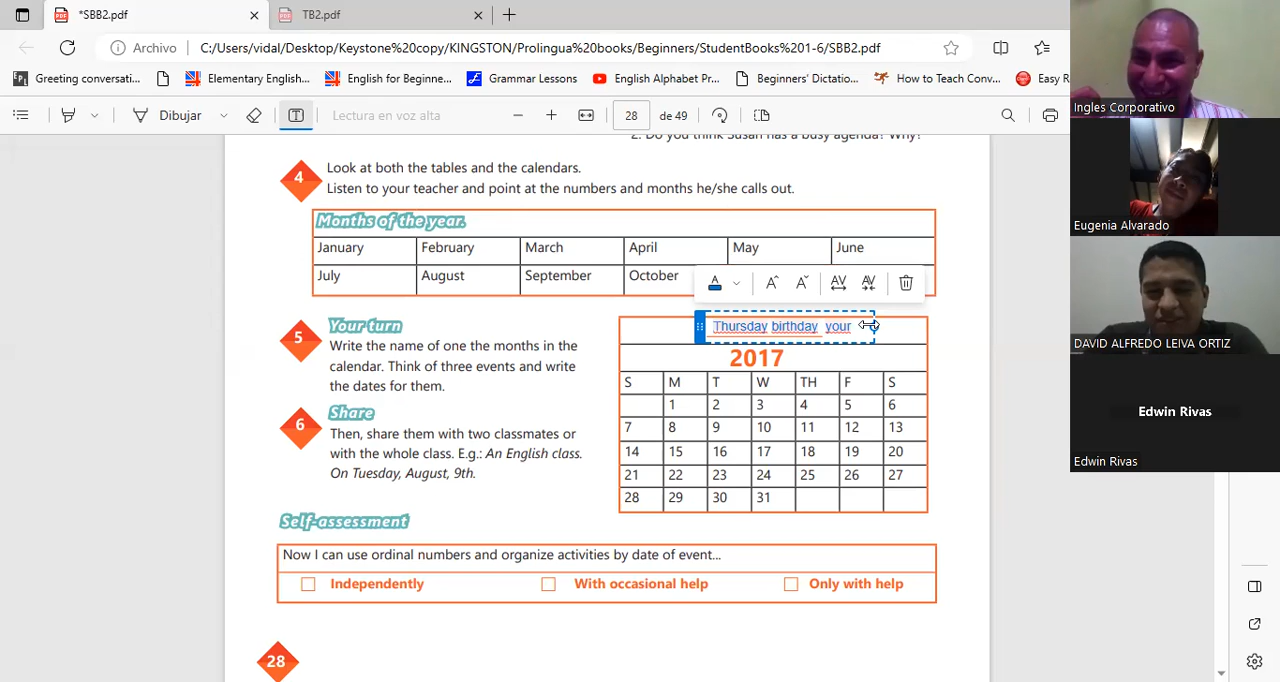 *SBB2.pdf
TB2.pdf
Archivo
C:/Users/vidal/Desktop/Keystone%20copy/KINGSTON/Prolingua%20books/Beginners/StudentBooks%201-6/SBB2.pdf
Greeting conversati...
Elementary English...
English for Beginne...
Grammar Lessons
English Alphabet Pr...
Beginners' Dictatio...
How to Teach Conv...
Easy R
Dibujar
Lectura en voz alta
28
de 49
2. Do you think Susan has a busy agenda? Why?
4
Look at both the tables and the calendars.
Listen to your teacher and point at the numbers and months he/she calls out.
Months of the year.
January February March April May June
July August September October
5
Your turn
Write the name of one the months in the
calendar. Think of three events and write
the dates for them.
6
Share
Then, share them with two classmates or
with the whole class. E.g.: An English class.
On Tuesday, August, 9th.
Thursday birthday your
2017
S M T W TH F S
1 2 3 4 5 6
7 8 9 10 11 12 13
14 15 16 17 18 19 20
21 22 23 24 25 26 27
28 29 30 31
Self-assessment
Now I can use ordinal numbers and organize activities by date of event...
Independently
With occasional help
Only with help
28
Ingles Corporativo
Eugenia Alvarado
DAVID ALFREDO LEIVA ORTIZ
Edwin Rivas
Edwin Rivas